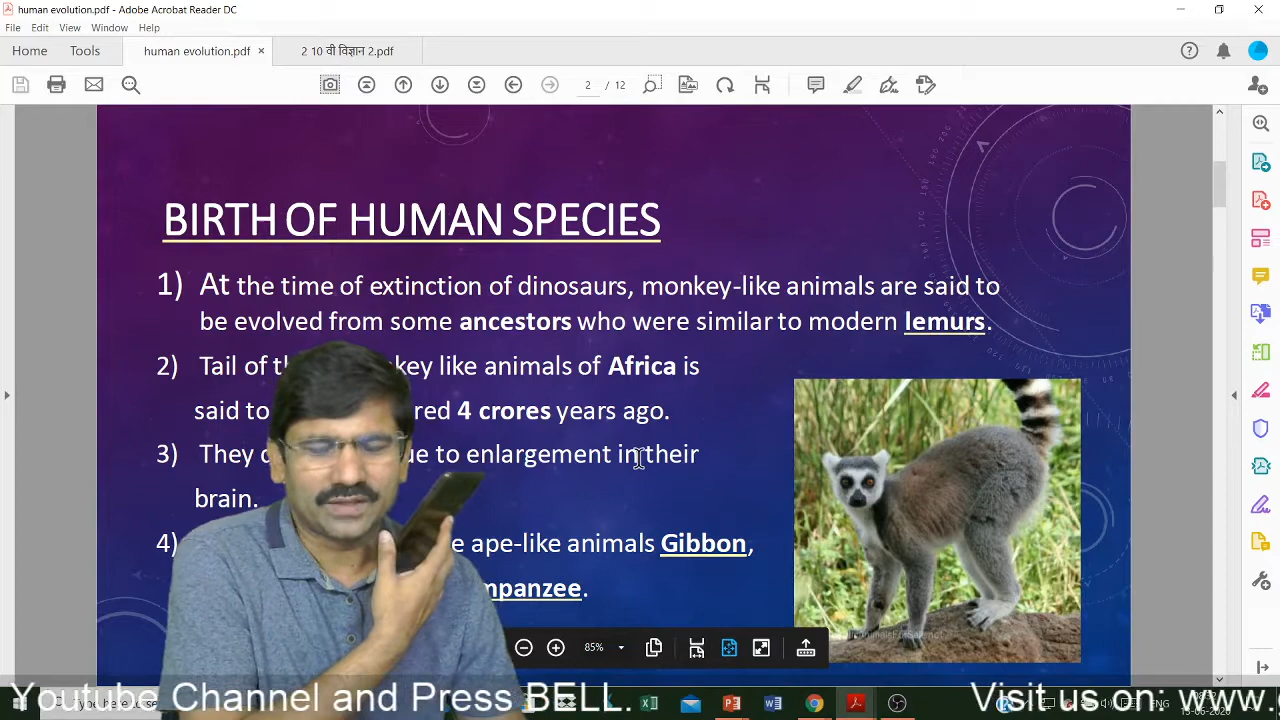 human evolution.pdf - Adobe Acrobat Reader DC
File Edit View Window Help
Home Tools human evolution.pdf × 2 10 वी विज्ञान 2.pdf
2 / 12
BIRTH OF HUMAN SPECIES
1) At the time of extinction of dinosaurs, monkey-like animals are said to
be evolved from some ancestors who were similar to modern lemurs.
2) Tail of like animals of Africa is
said to 4 crores years ago.
3) They to enlargement in their
brain.
4) ape-like animals Gibbon,
85%
ENG
Youtube Channel and Press BELL. Visit us on: www.